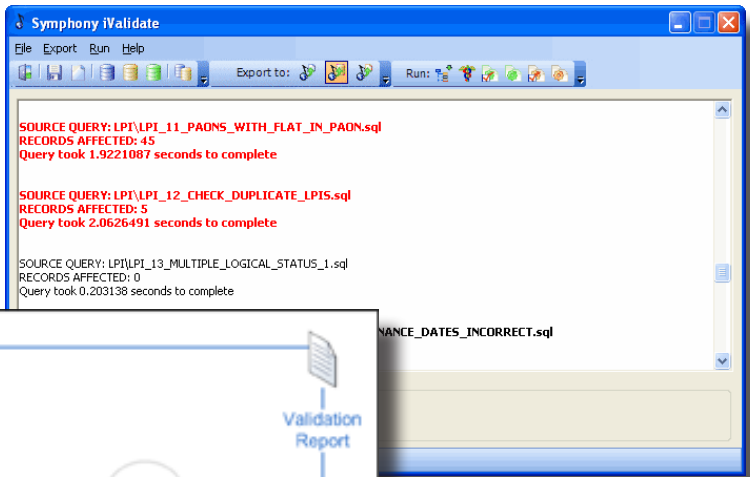 Symphony iValidate
File Export Run Help
Export to: Run:
SOURCE QUERY: LPI\LPI_11_PAONS_WITH_FLAT_IN_PAON.sql
RECORDS AFFECTED: 45
Query took 1.9221087 seconds to complete
SOURCE QUERY: LPI\LPI_12_CHECK_DUPLICATE_LPIS.sql
RECORDS AFFECTED: 5
Query took 2.0626491 seconds to complete
SOURCE QUERY: LPI\LPI_13_MULTIPLE_LOGICAL_STATUS_1.sql
RECORDS AFFECTED: 0
Query took 0.203138 seconds to complete
NANCE_DATES_INCORRECT.sql
Validation
Report